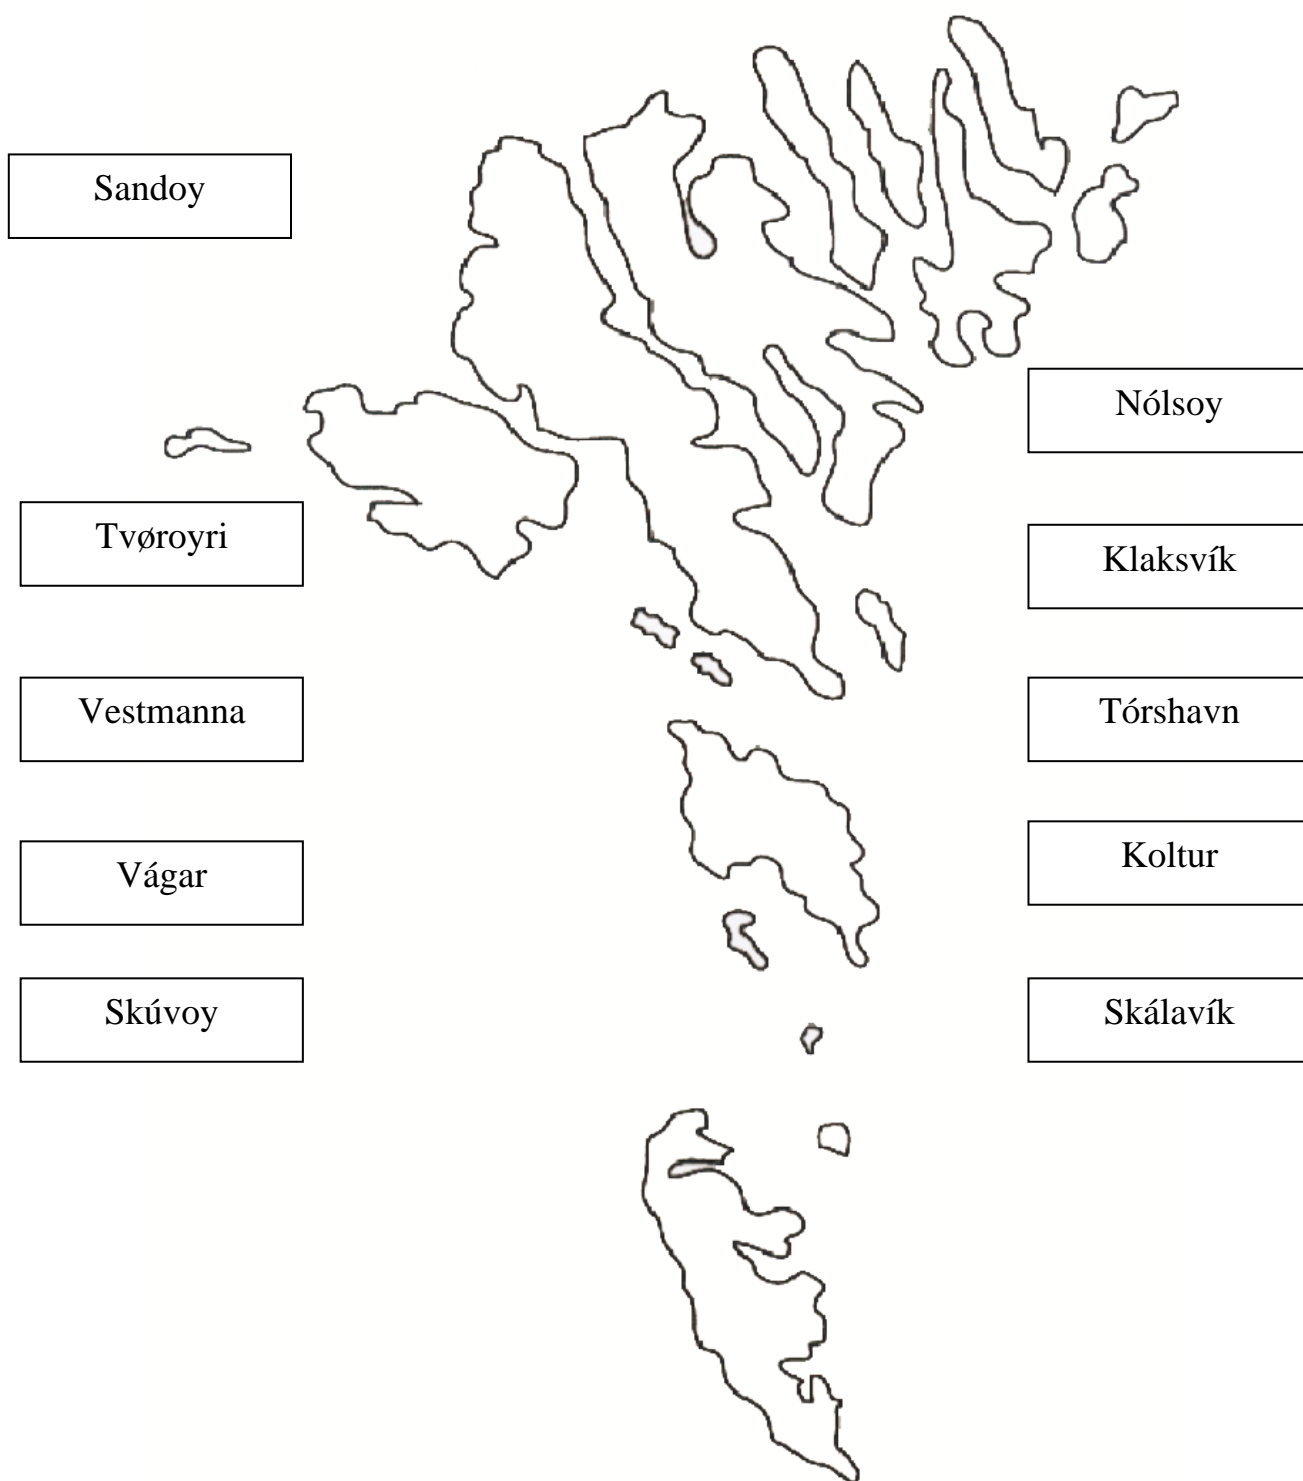 Sandoy
Nólsoy
Tvøroyri
Klaksvík
Vestmanna
Tórshavn
Vágar
Koltur
Skúvoy
Skálavík